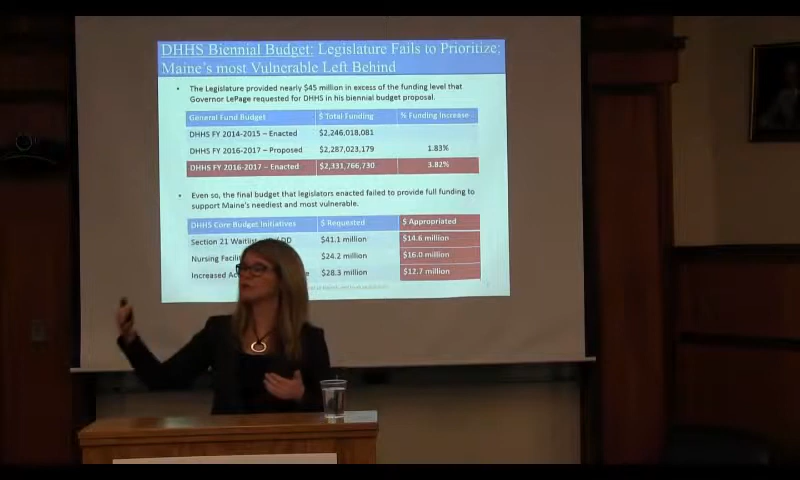 DHHS Biennial Budget: Legislature Fails to Prioritize;
Maine's most Vulnerable Left Behind
• The Legislature provided nearly $45 million in excess of the funding level that
Governor LePage requested for DHHS in his biennial budget proposal.
General Fund Budget $ Total Funding % Funding Increase
DHHS FY 2014-2015 – Enacted $2,246,018,081
DHHS FY 2016-2017 – Proposed $2,287,023,179 1.83%
DHHS FY 2016-2017 – Enacted $2,331,766,730 3.82%
• Even so, the final budget that legislators enacted failed to provide full funding to
support Maine's neediest and most vulnerable.
DHHS Core Budget Initiatives $ Requested $ Appropriated
Section 21 Waitlist $41.1 million $14.6 million
Nursing $24.2 million $16.0 million
Increased $28.3 million $12.7 million